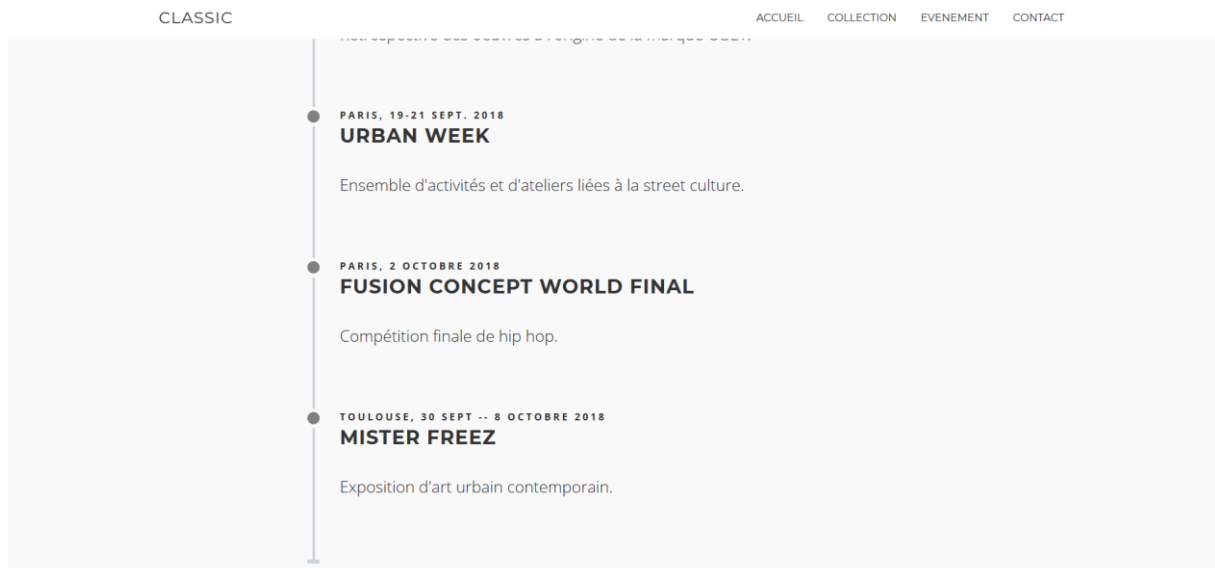 CLASSIC
ACCUEIL COLLECTION EVENEMENT CONTACT
PARIS, 19-21 SEPT. 2018
URBAN WEEK
Ensemble d'activités et d'ateliers liées à la street culture.
PARIS, 2 OCTOBRE 2018
FUSION CONCEPT WORLD FINAL
Compétition finale de hip hop.
TOULOUSE, 30 SEPT -- 8 OCTOBRE 2018
MISTER FREEZ
Exposition d'art urbain contemporain.